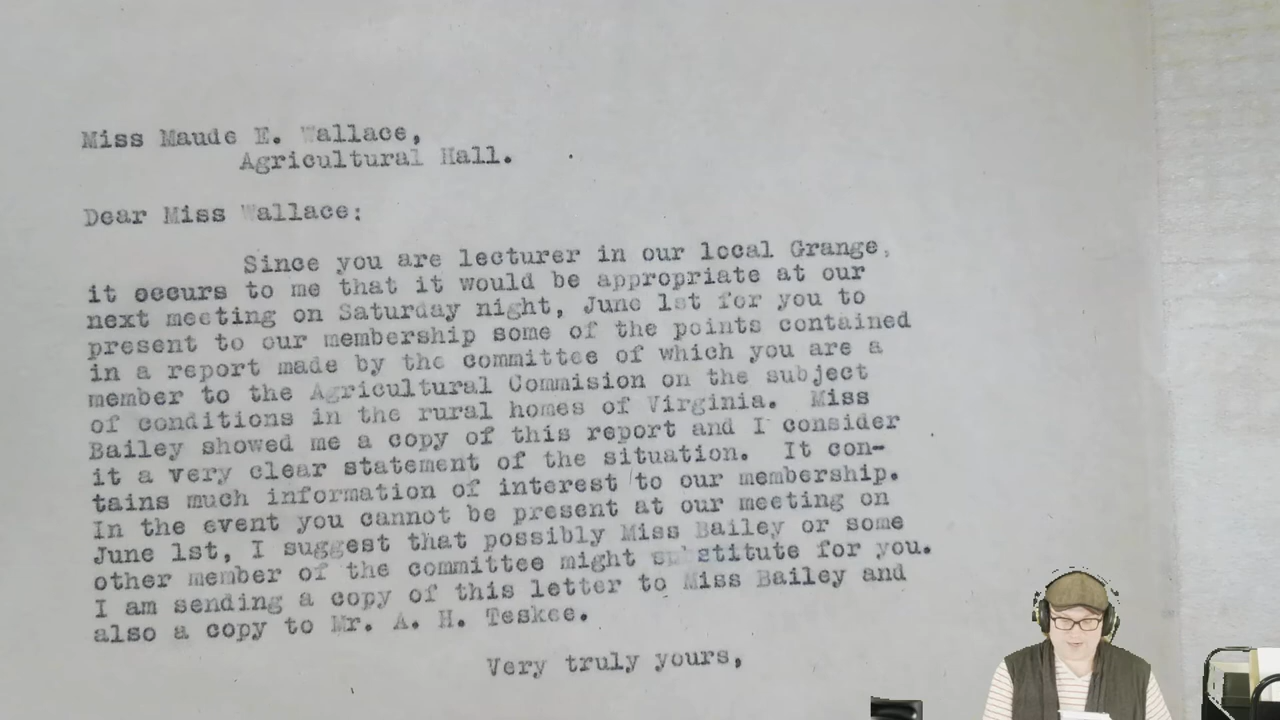 Miss Maude E. Wallace,
Agricultural Hall.
Dear Miss Wallace:
Since you are lecturer in our local Grange,
it occurs to me that it would be appropriate at our
next meeting on Saturday night, June 1st for you to
present to our membership some of the points contained
in a report made by the committee of which you are a
member to the Agricultural Commision on the subject
of conditions in the rural homes of Virginia. Miss
Bailey showed me a copy of this report and I consider
it a very clear statement of the situation. It con-
tains much information of interest to our membership.
In the event you cannot be present at our meeting on
June 1st, I suggest that possibly Miss Bailey or some
other member of the committee might substitute for you.
I am sending a copy of this letter to Miss Bailey and
also a copy to Mr. A. H. Teskee.
Very truly yours,